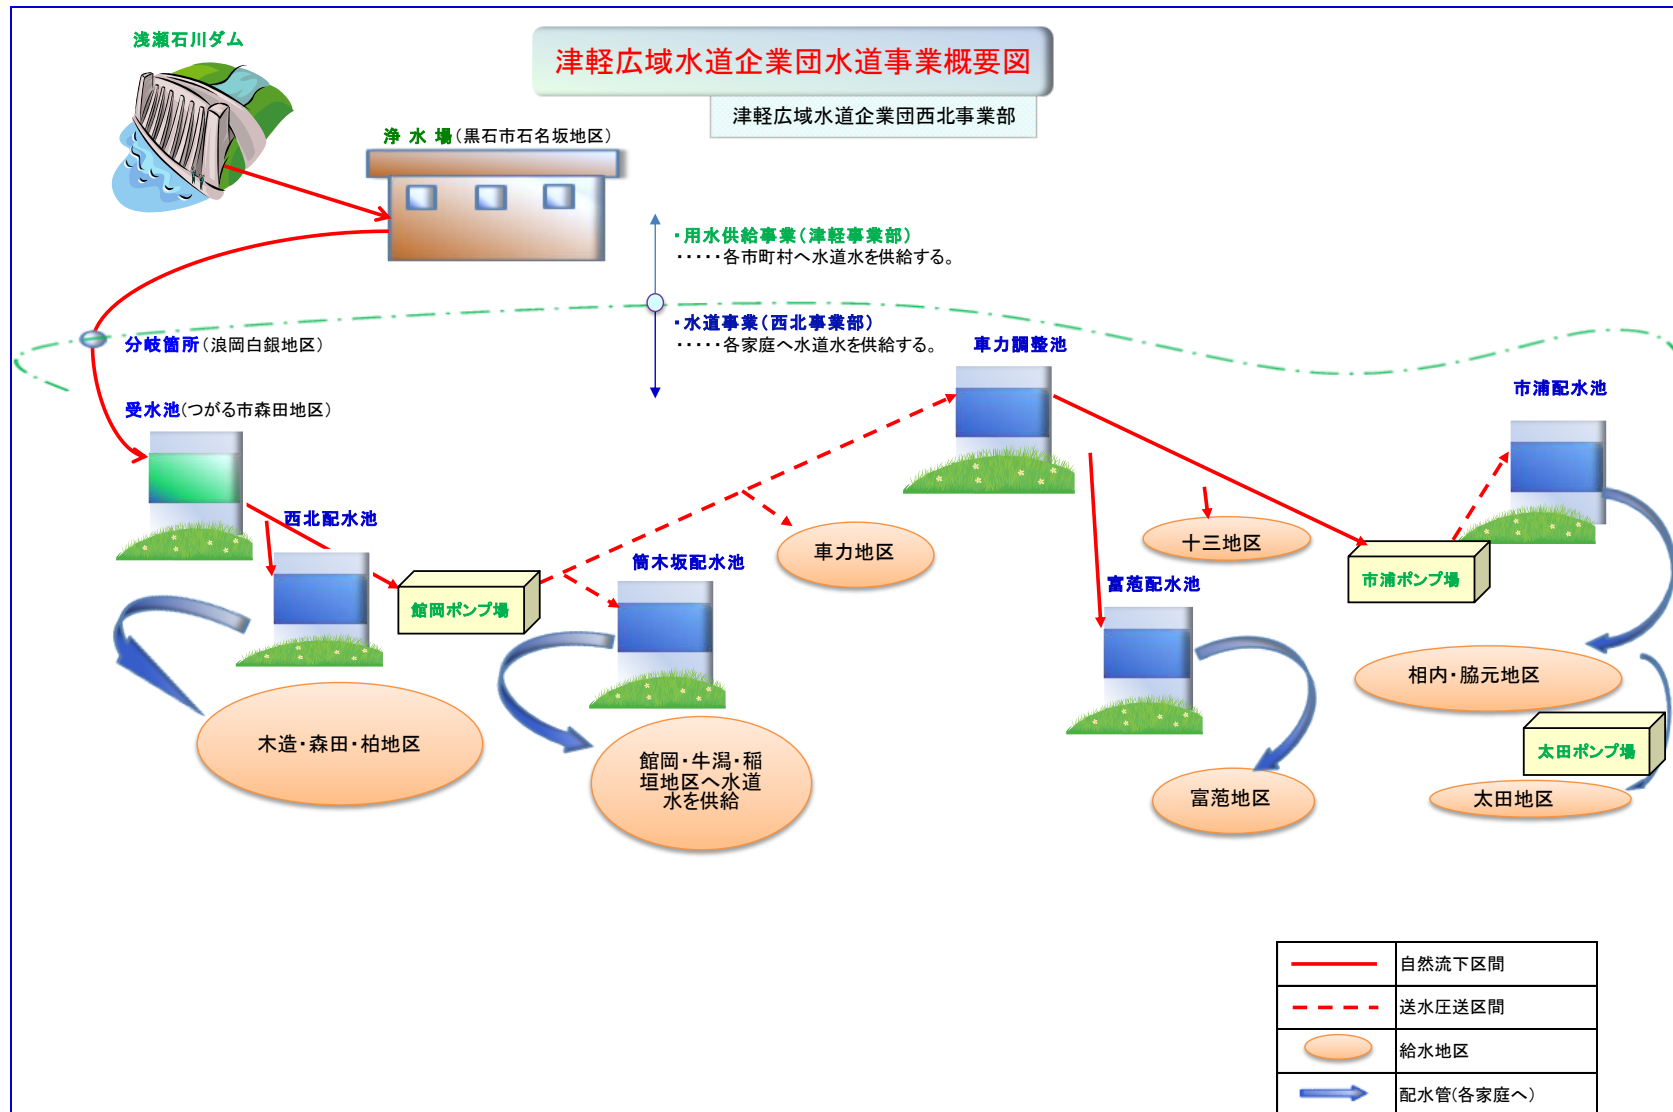 浅瀬石川ダム
津軽広域水道企業団水道事業概要図
津軽広域水道企業団西北事業部
浄 水 場(黒石市石名坂地区)
・用水供給事業(津軽事業部)
・・・・・各市町村へ水道水を供給する。
・水道事業(西北事業部)
・・・・・各家庭へ水道水を供給する。
分岐箇所(浪岡白銀地区)
車力調整池
市浦配水池
受水池(つがる市森田地区)
西北配水池
車力地区
十三地区
筒木坂配水池
富萢配水池
市浦ポンプ場
館岡ポンプ場
相内・脇元地区
木造・森田・柏地区
館岡・牛潟・稲
垣地区へ水道
水を供給
太田ポンプ場
富萢地区
太田地区
自然流下区間
送水圧送区間
給水地区
配水管(各家庭へ)